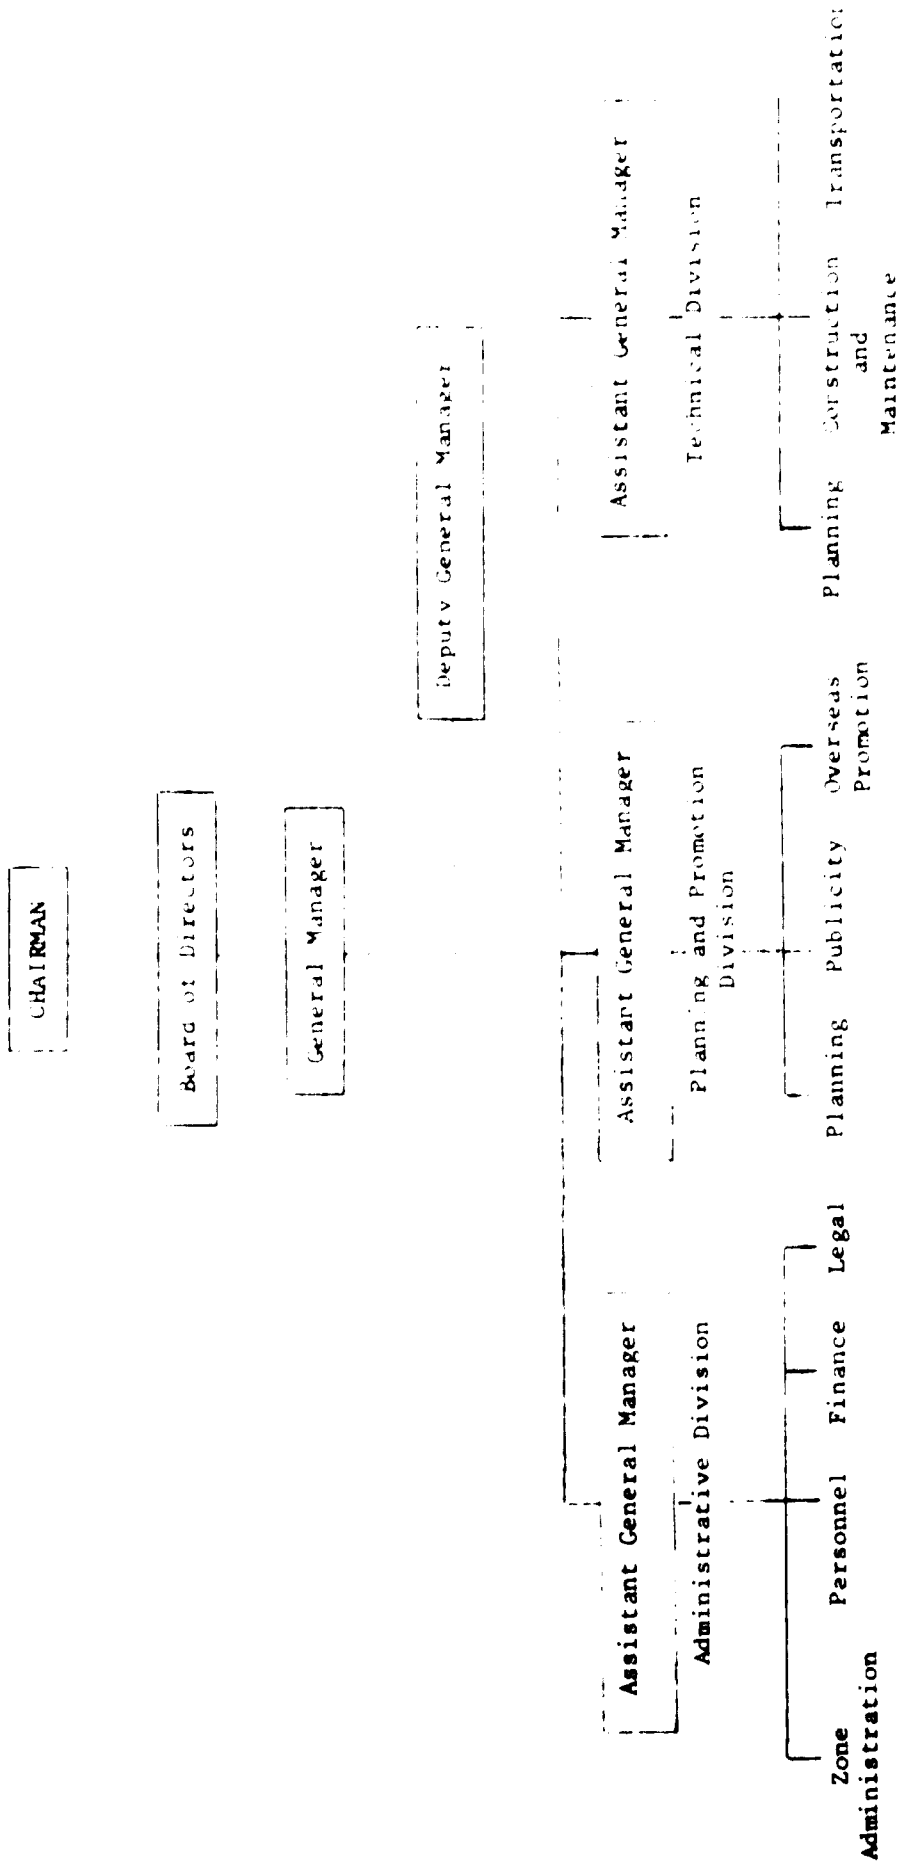 CHAIRMAN
Board of Directors
General Manager
Deputy General Manager
Assistant General Manager
Administrative Division
Assistant General Manager
Planning and Promotion
Division
Assistant General Manager
Technical Division
Zone
Administration
Personnel
Finance
Legal
Planning
Publicity
Overseas
Promotion
Planning
Construction
and
Maintenance
Transportation